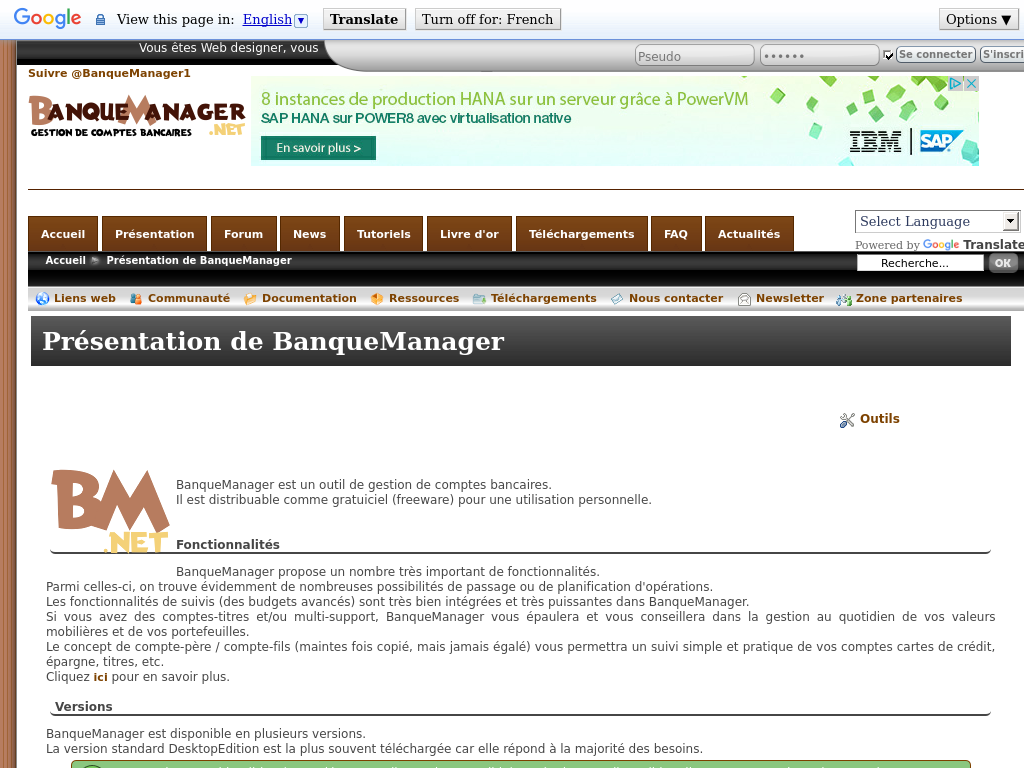 Google View this page in: English ▼ Translate Turn off for: French Options ▼
Vous êtes Web designer, vous
Pseudo •••••• Se connecter S'inscri
Suivre @BanqueManager1
BANQUEMANAGER
GESTION DE COMPTES BANCAIRES .NET
8 instances de production HANA sur un serveur grâce à PowerVM
SAP HANA sur POWER8 avec virtualisation native
En savoir plus >
IBM SAP
Select Language
Accueil Présentation Forum News Tutoriels Livre d'or Téléchargements FAQ Actualités
Powered by Google Translate
Accueil Présentation de BanqueManager
Recherche... OK
Liens web Communauté Documentation Ressources Téléchargements Nous contacter Newsletter Zone partenaires
Présentation de BanqueManager
Outils
BM .NET
BanqueManager est un outil de gestion de comptes bancaires.
Il est distribuable comme gratuiciel (freeware) pour une utilisation personnelle.
Fonctionnalités
BanqueManager propose un nombre très important de fonctionnalités.
Parmi celles-ci, on trouve évidemment de nombreuses possibilités de passage ou de planification d'opérations.
Les fonctionnalités de suivis (des budgets avancés) sont très bien intégrées et très puissantes dans BanqueManager.
Si vous avez des comptes-titres et/ou multi-support, BanqueManager vous épaulera et vous conseillera dans la gestion au quotidien de vos valeurs
mobilières et de vos portefeuilles.
Le concept de compte-père / compte-fils (maintes fois copié, mais jamais égalé) vous permettra un suivi simple et pratique de vos comptes cartes de crédit,
épargne, titres, etc.
Cliquez ici pour en savoir plus.
Versions
BanqueManager est disponible en plusieurs versions.
La version standard DesktopEdition est la plus souvent téléchargée car elle répond à la majorité des besoins.